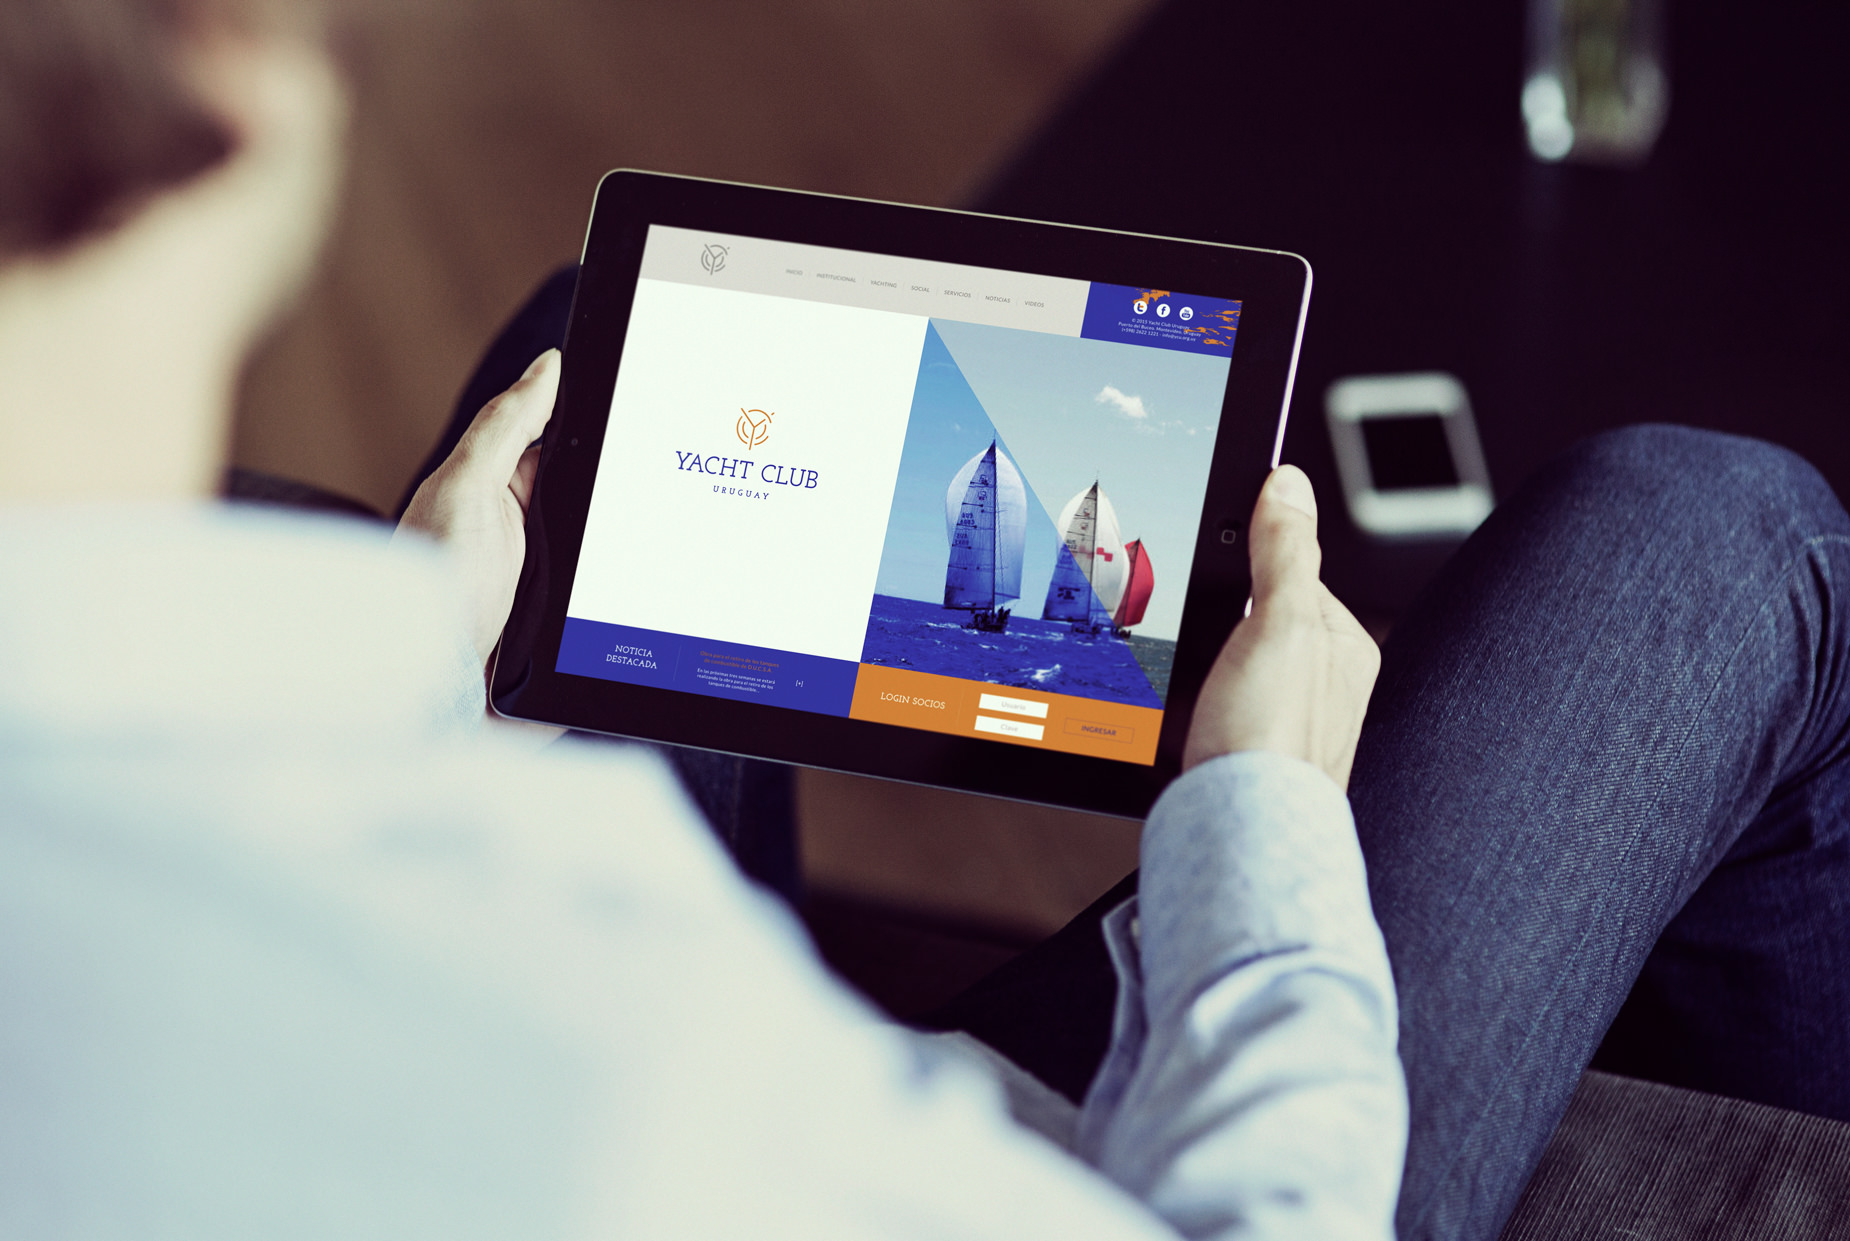 INICIO
INSTITUCIONAL
YACHTING
SOCIAL
SERVICIOS
NOTICIAS
VIDEOS
© 2015 Yacht Club Uruguay
Puerto del Buceo, Montevideo, Uruguay
(+598) 2622 1221 - info@ycu.org.uy
YACHT CLUB
URUGUAY
NOTICIA
DESTACADA
Obra para el retiro de los tanques
de combustible de D.U.C.S.A
En las próximas tres semanas se estará
realizando la obra para el retiro de los
tanques de combustible...
[+]
LOGIN SOCIOS
Usuario
Clave
INGRESAR